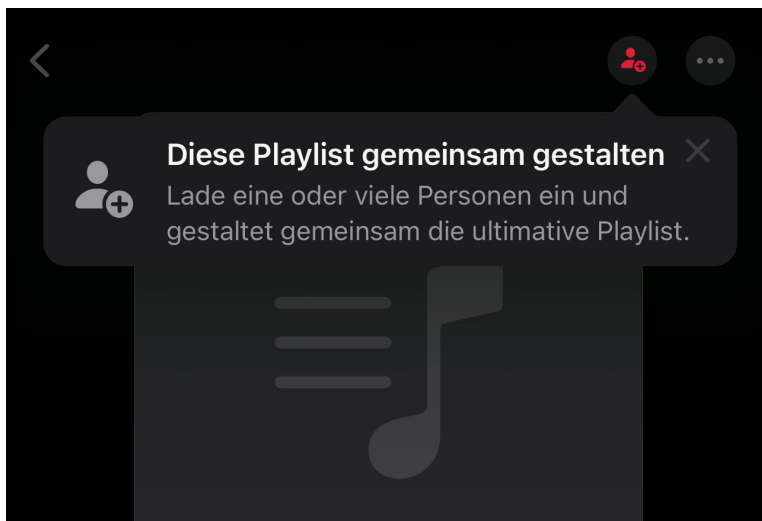 Diese Playlist gemeinsam gestalten
Lade eine oder viele Personen ein und
gestaltet gemeinsam die ultimative Playlist.